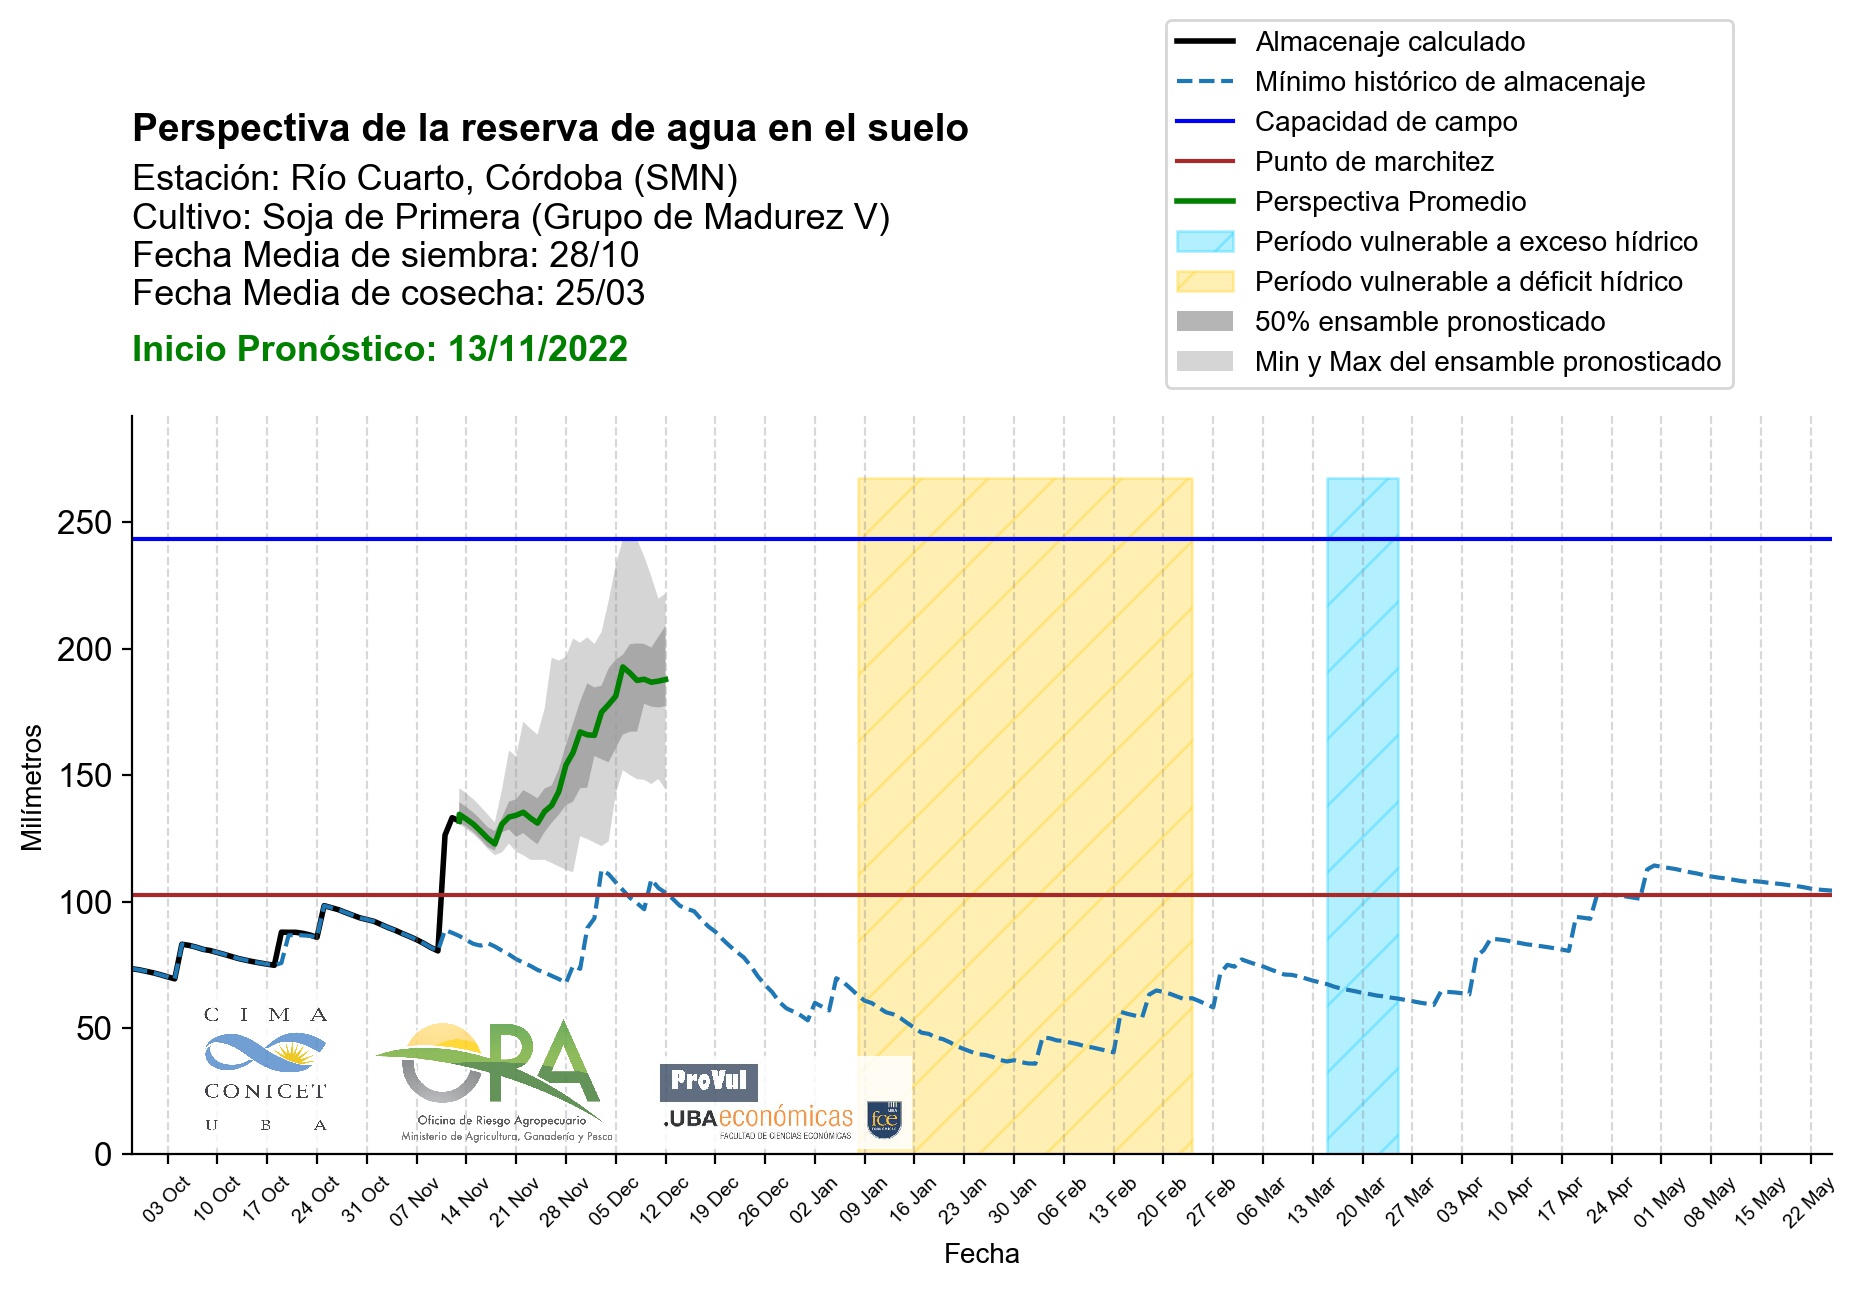 Almacenaje calculado
Mínimo histórico de almacenaje
Capacidad de campo
Punto de marchitez
Perspectiva Promedio
Período vulnerable a exceso hídrico
Período vulnerable a déficit hídrico
50% ensamble pronosticado
Min y Max del ensamble pronosticado
Perspectiva de la reserva de agua en el suelo
Estación: Río Cuarto, Córdoba (SMN)
Cultivo: Soja de Primera (Grupo de Madurez V)
Fecha Media de siembra: 28/10
Fecha Media de cosecha: 25/03
Inicio Pronóstico: 13/11/2022
Milímetros
250
200
150
100
50
0
CIMA
CONICET
UBA
ORA
Oficina de Riesgo Agropecuario
Ministerio de Agricultura, Ganadería y Pesca
ProVul
.UBAeconómicas
FACULTAD DE CIENCIAS ECONÓMICAS
fce
03 Oct
10 Oct
17 Oct
24 Oct
31 Oct
07 Nov
14 Nov
21 Nov
28 Nov
05 Dec
12 Dec
19 Dec
26 Dec
02 Jan
09 Jan
16 Jan
23 Jan
30 Jan
06 Feb
13 Feb
20 Feb
27 Feb
06 Mar
13 Mar
20 Mar
27 Mar
03 Apr
10 Apr
17 Apr
24 Apr
01 May
08 May
15 May
22 May
Fecha